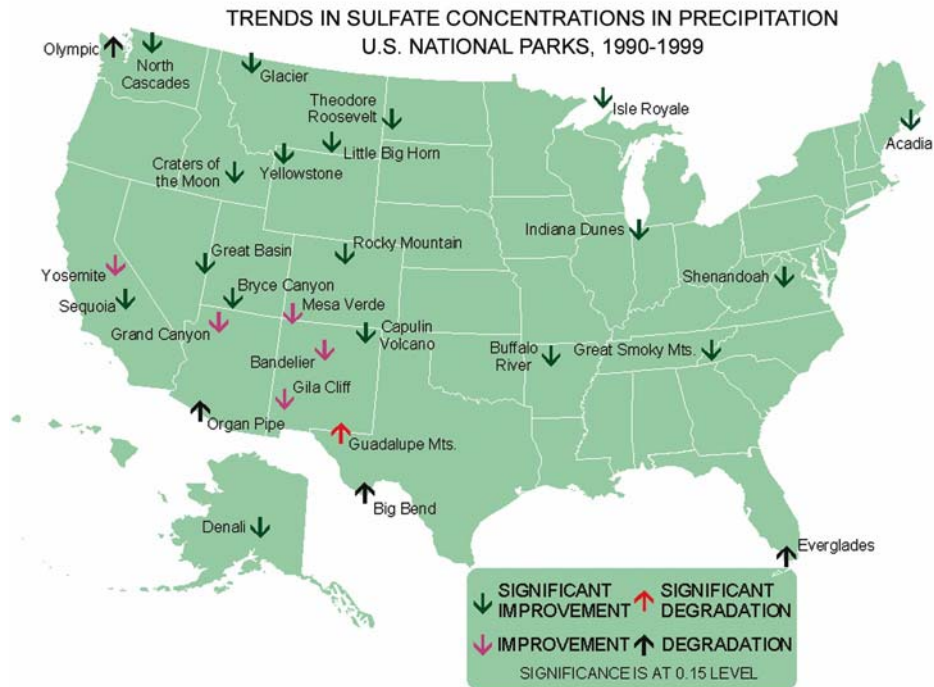 TRENDS IN SULFATE CONCENTRATIONS IN PRECIPITATION
U.S. NATIONAL PARKS, 1990-1999
Olympic
North
Cascades
Glacier
Theodore
Roosevelt
Isle Royale
Acadia
Little Big Horn
Craters of
the Moon
Yellowstone
Indiana Dunes
Great Basin
Rocky Mountain
Shenandoah
Yosemite
Sequoia
Bryce Canyon
Mesa Verde
Grand Canyon
Capulin
Volcano
Bandelier
Buffalo
River
Great Smoky Mts.
Gila Cliff
Organ Pipe
Guadalupe Mts.
Big Bend
Denali
Everglades
SIGNIFICANT
IMPROVEMENT
SIGNIFICANT
DEGRADATION
IMPROVEMENT
DEGRADATION
SIGNIFICANCE IS AT 0.15 LEVEL